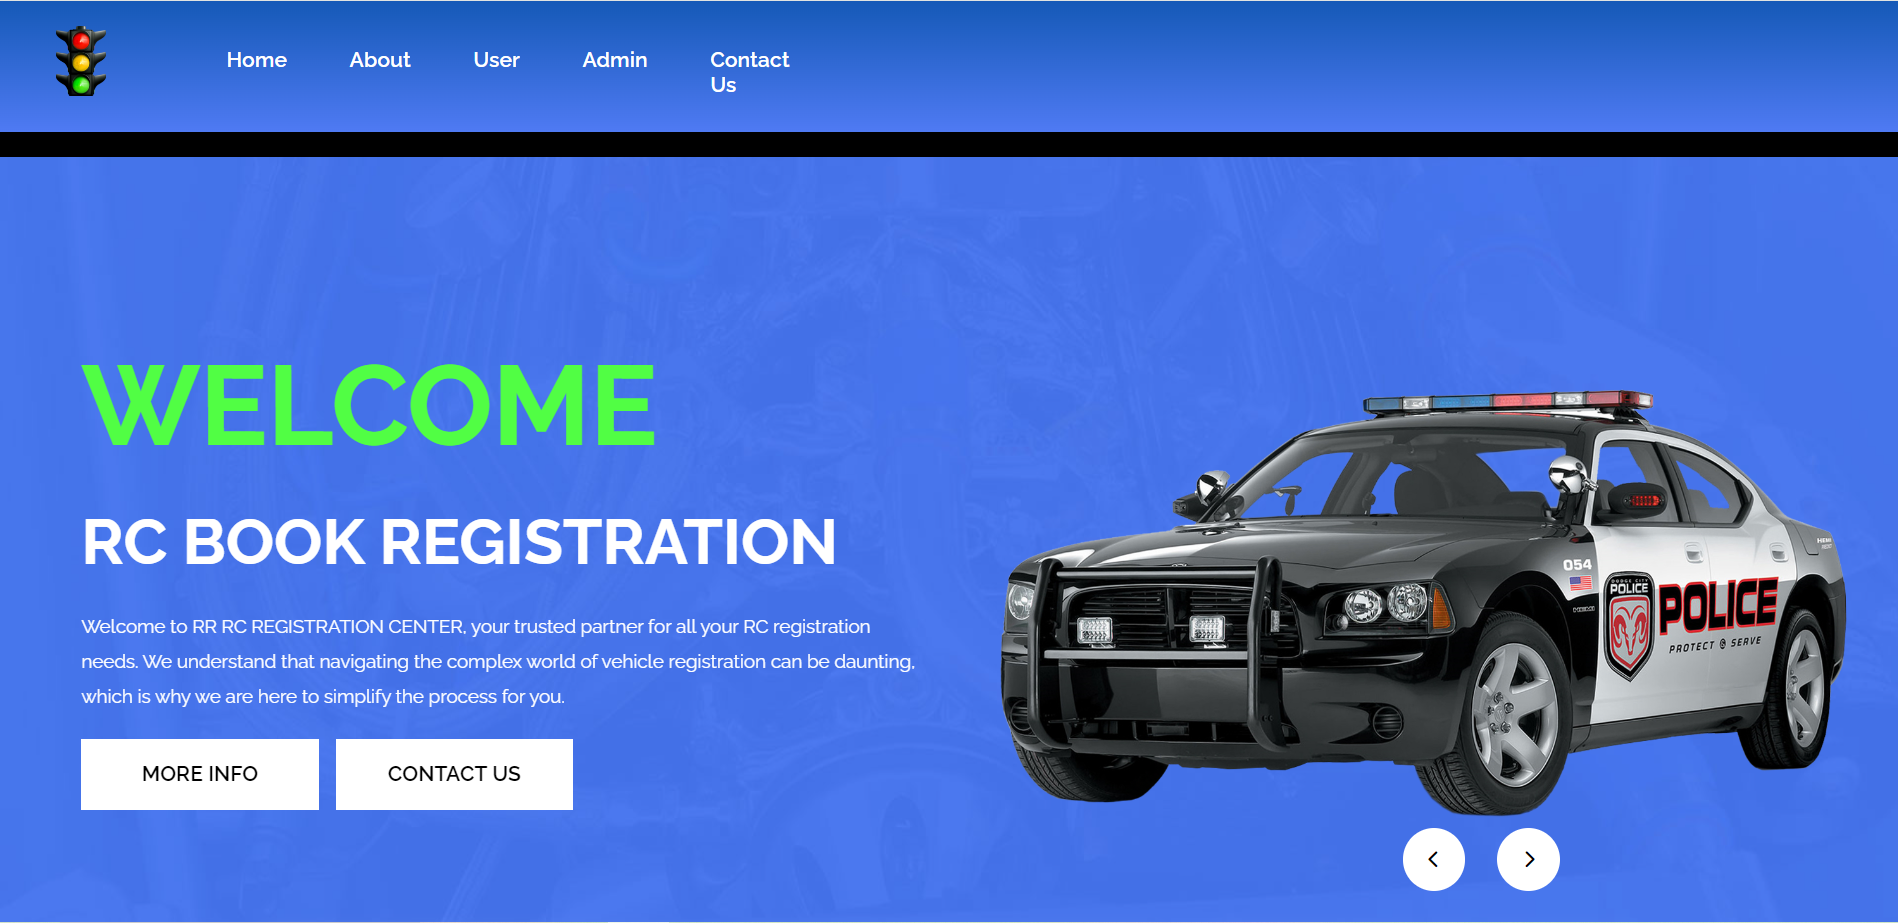 Home
About
User
Admin
Contact
Us
WELCOME
RC BOOK REGISTRATION
Welcome to RR RC REGISTRATION CENTER, your trusted partner for all your RC registration
needs. We understand that navigating the complex world of vehicle registration can be daunting,
which is why we are here to simplify the process for you.
MORE INFO
CONTACT US
054
HEMI
DODGE CITY
POLICE
POLICE
PROTECT & SERVE